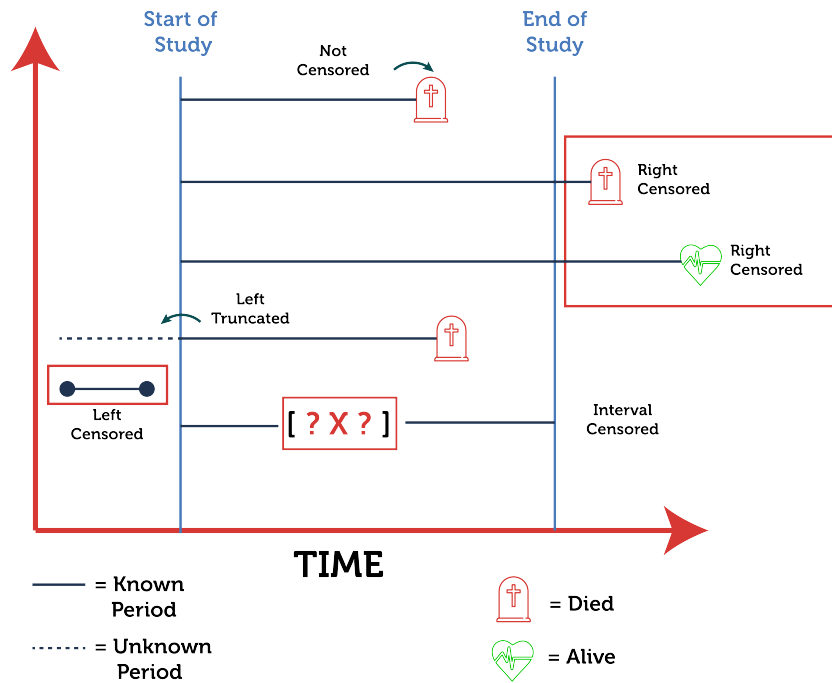 Start of
Study
End of
Study
Not
Censored
Right
Censored
Right
Censored
Left
Truncated
Left
Censored
[ ? X ? ]
Interval
Censored
TIME
= Known
Period
= Died
= Unknown
Period
= Alive